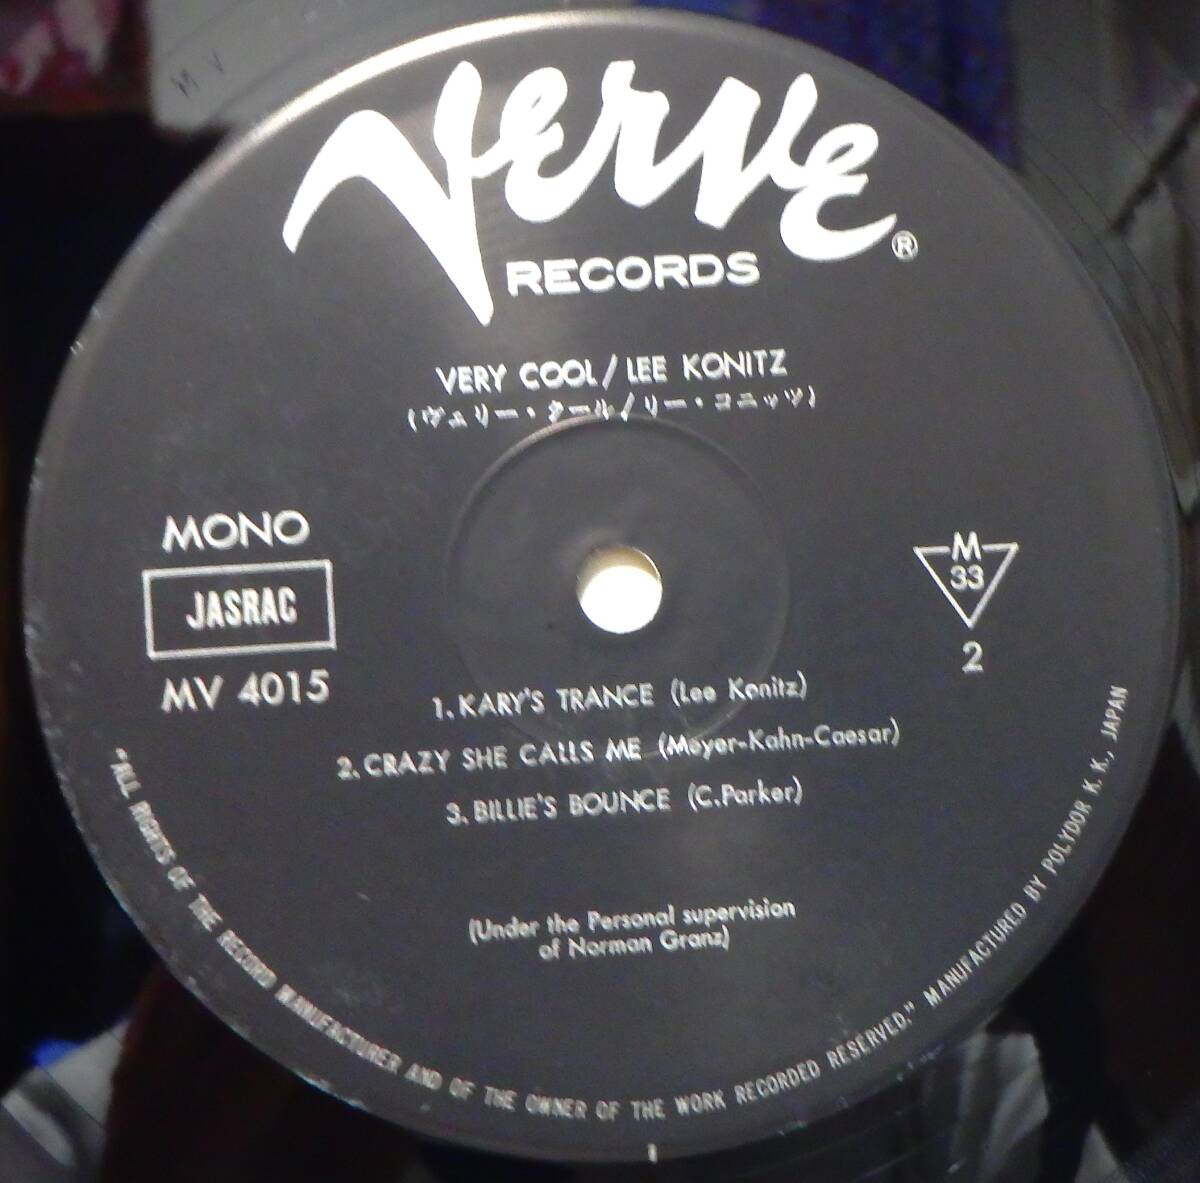 M V
Verve
RECORDS
®
VERY COOL / LEE KONITZ
(ヴェリー・クール / リー・コニッツ)
MONO
JASRAC
MV 4015
M
33
2
1. KARY'S TRANCE (Lee Konitz)
2. CRAZY SHE CALLS ME (Meyer-Kahn-Caesar)
3. BILLIE'S BOUNCE (C.Parker)
(Under the Personal supervision
of Norman Granz)
"ALL RIGHTS OF THE RECORD MANUFACTURER AND OF THE OWNER OF THE WORK RECORDED RESERVED," MANUFACTURED BY POLYDOR K. K., JAPAN